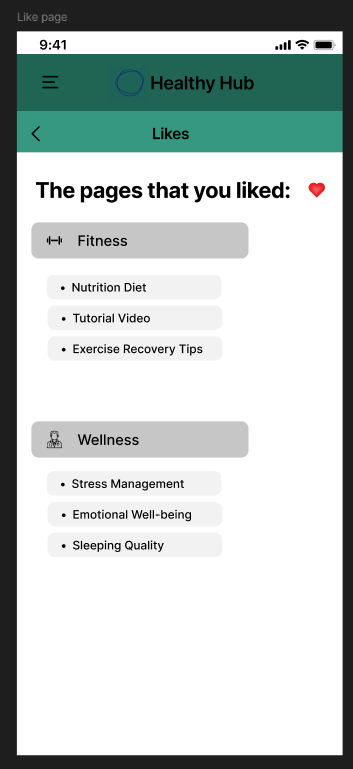 Like page
9:41
Healthy Hub
Likes
The pages that you liked:
Fitness
• Nutrition Diet
• Tutorial Video
• Exercise Recovery Tips
Wellness
• Stress Management
• Emotional Well-being
• Sleeping Quality